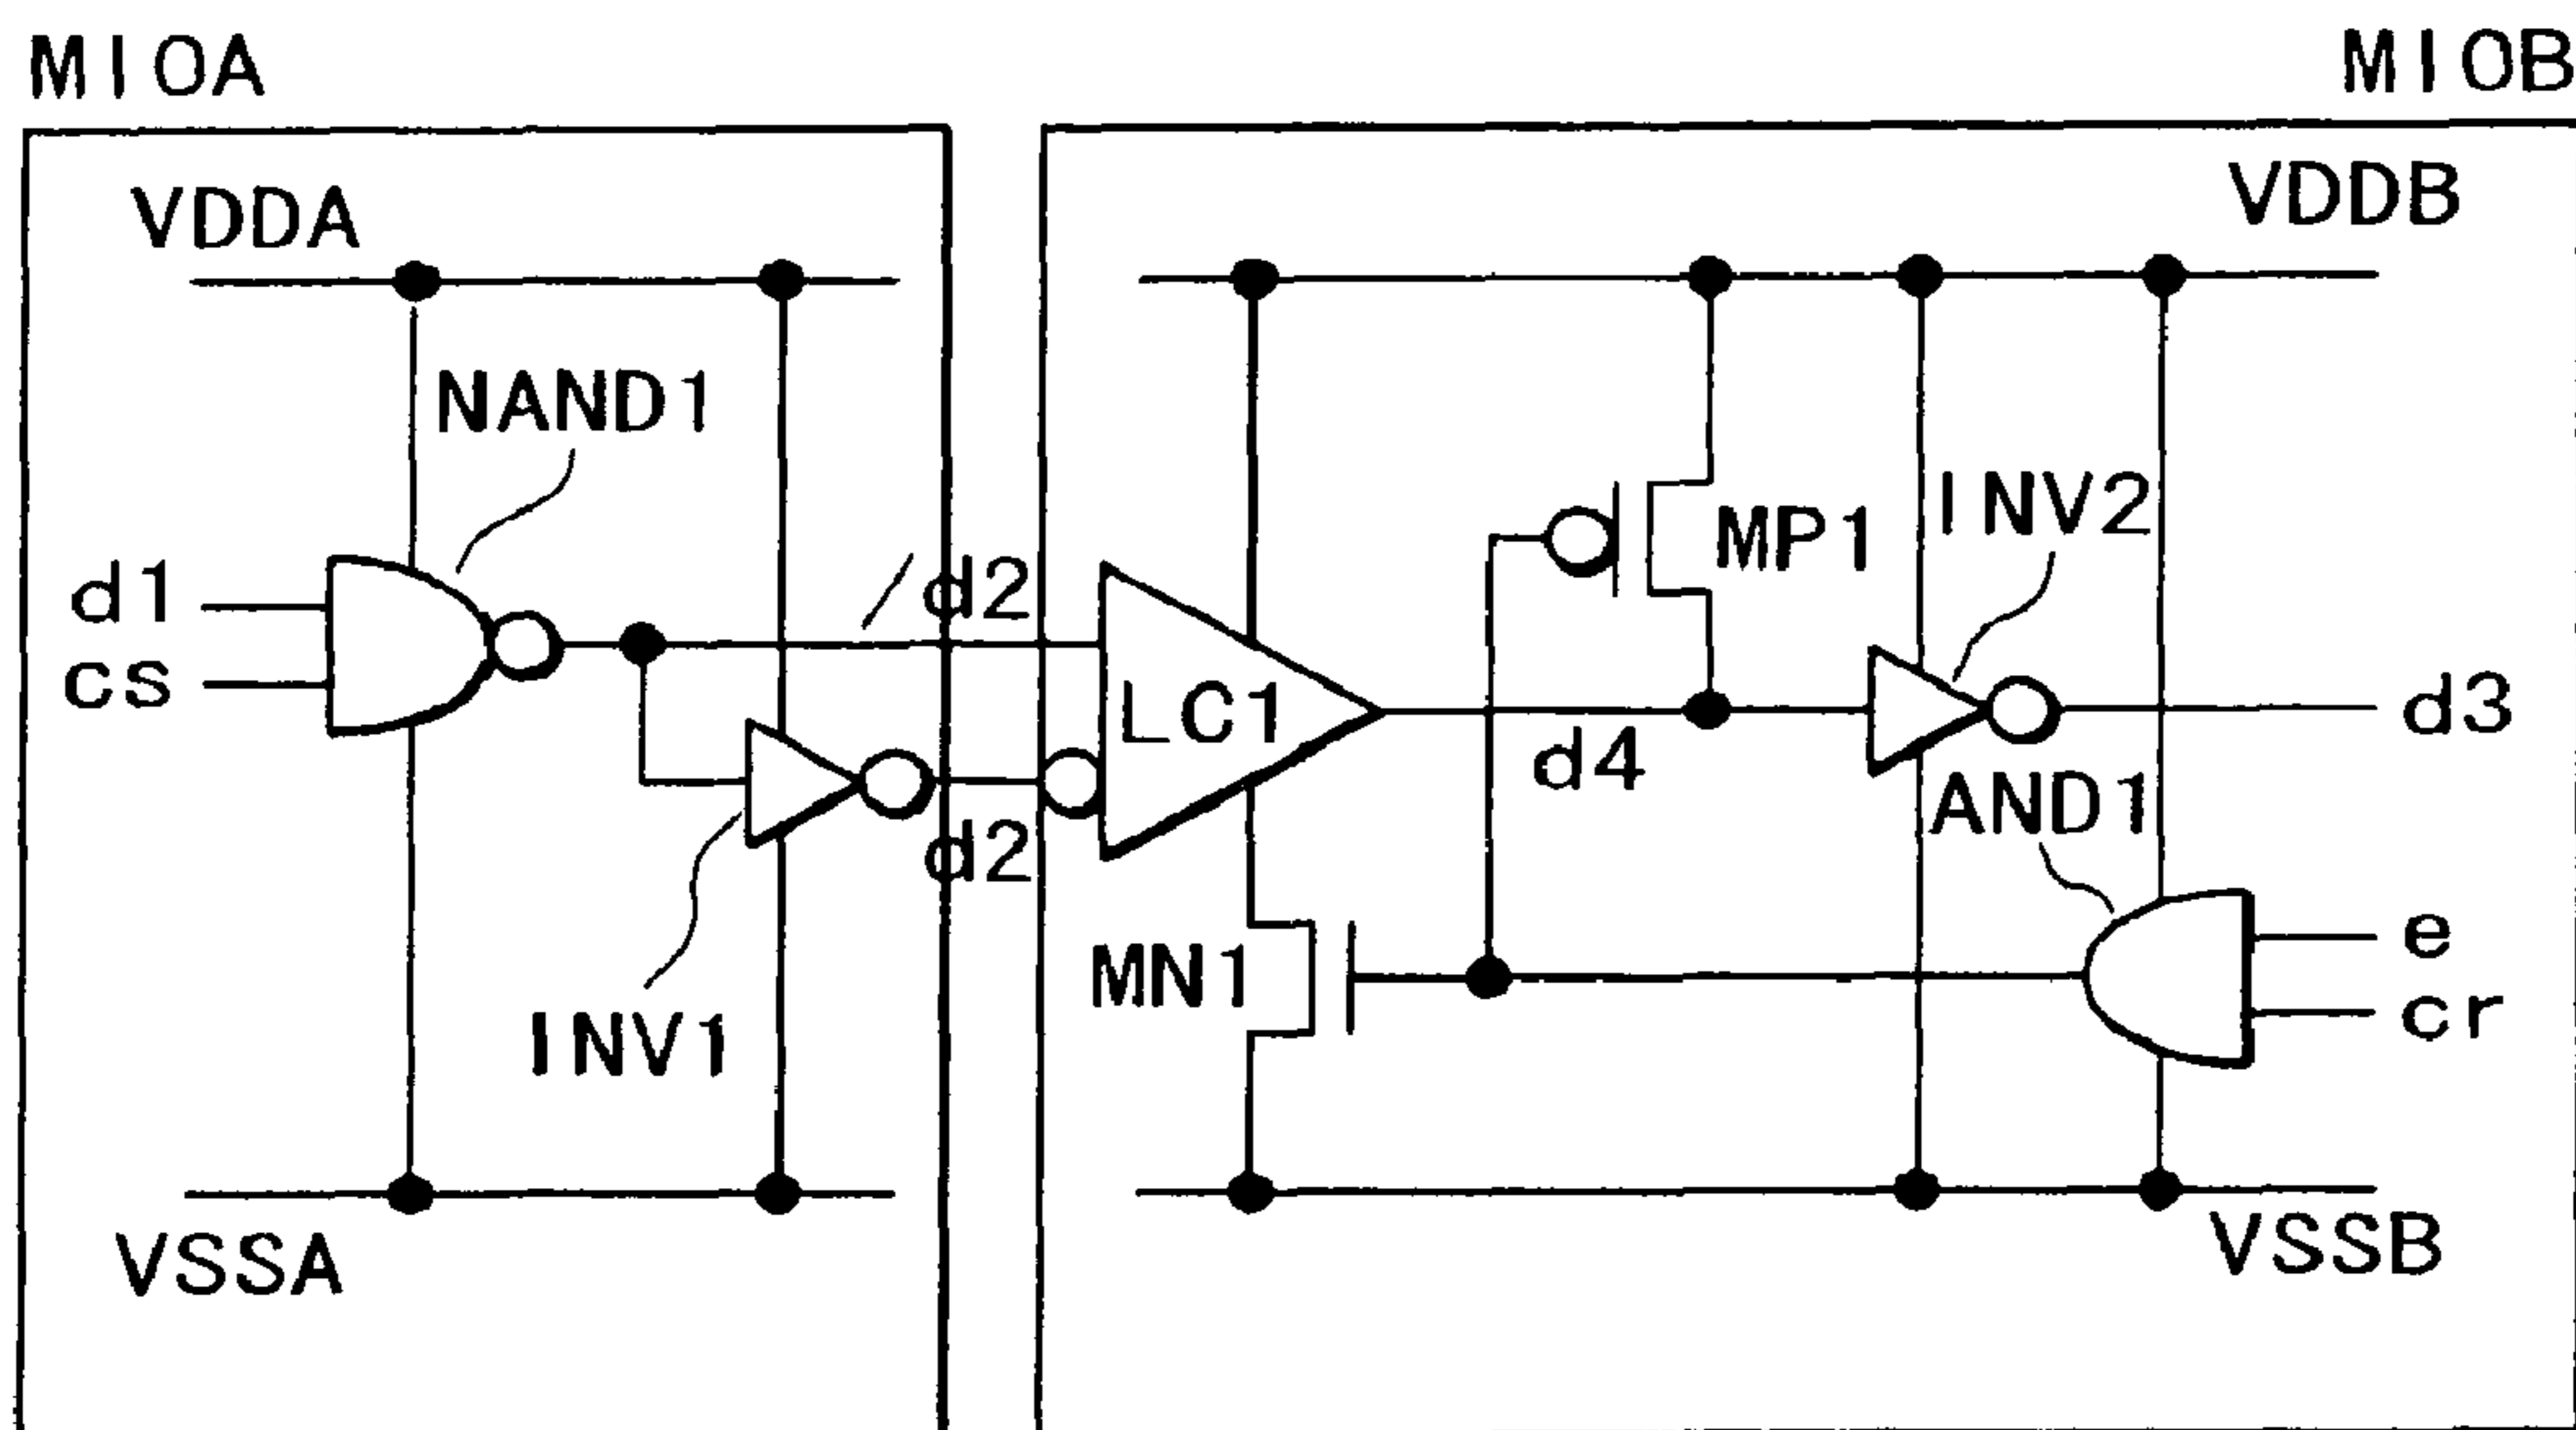 MIOA
MIOB
VDDA
VDDB
NAND1
INV2
MP1
d1
d2
cs
LC1
d3
d4
AND1
d2
e
MN1
cr
INV1
VSSA
VSSB